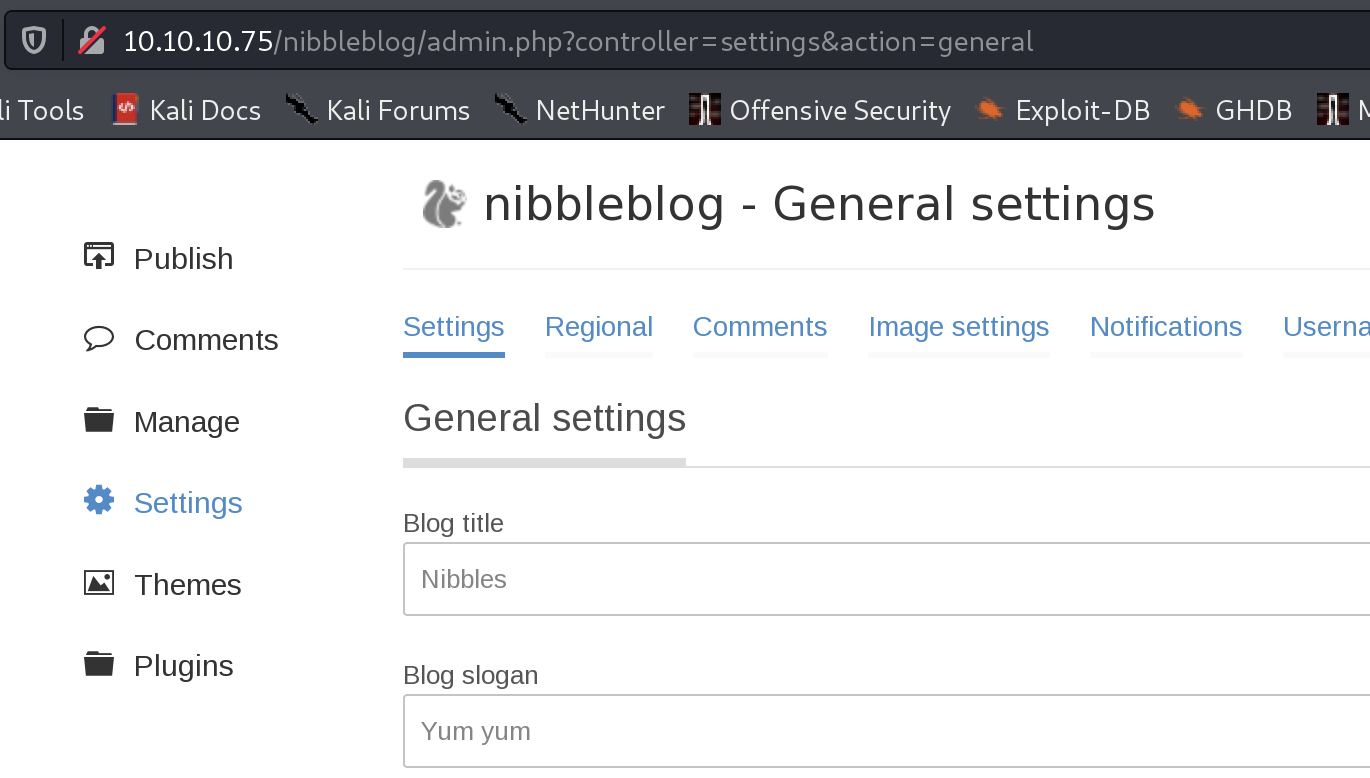 10.10.10.75/nibbleblog/admin.php?controller=settings&action=general
li Tools Kali Docs Kali Forums NetHunter Offensive Security Exploit-DB GHDB M
nibbleblog - General settings
Publish
Comments
Manage
Settings
Themes
Plugins
Settings Regional Comments Image settings Notifications Userna
General settings
Blog title
Nibbles
Blog slogan
Yum yum